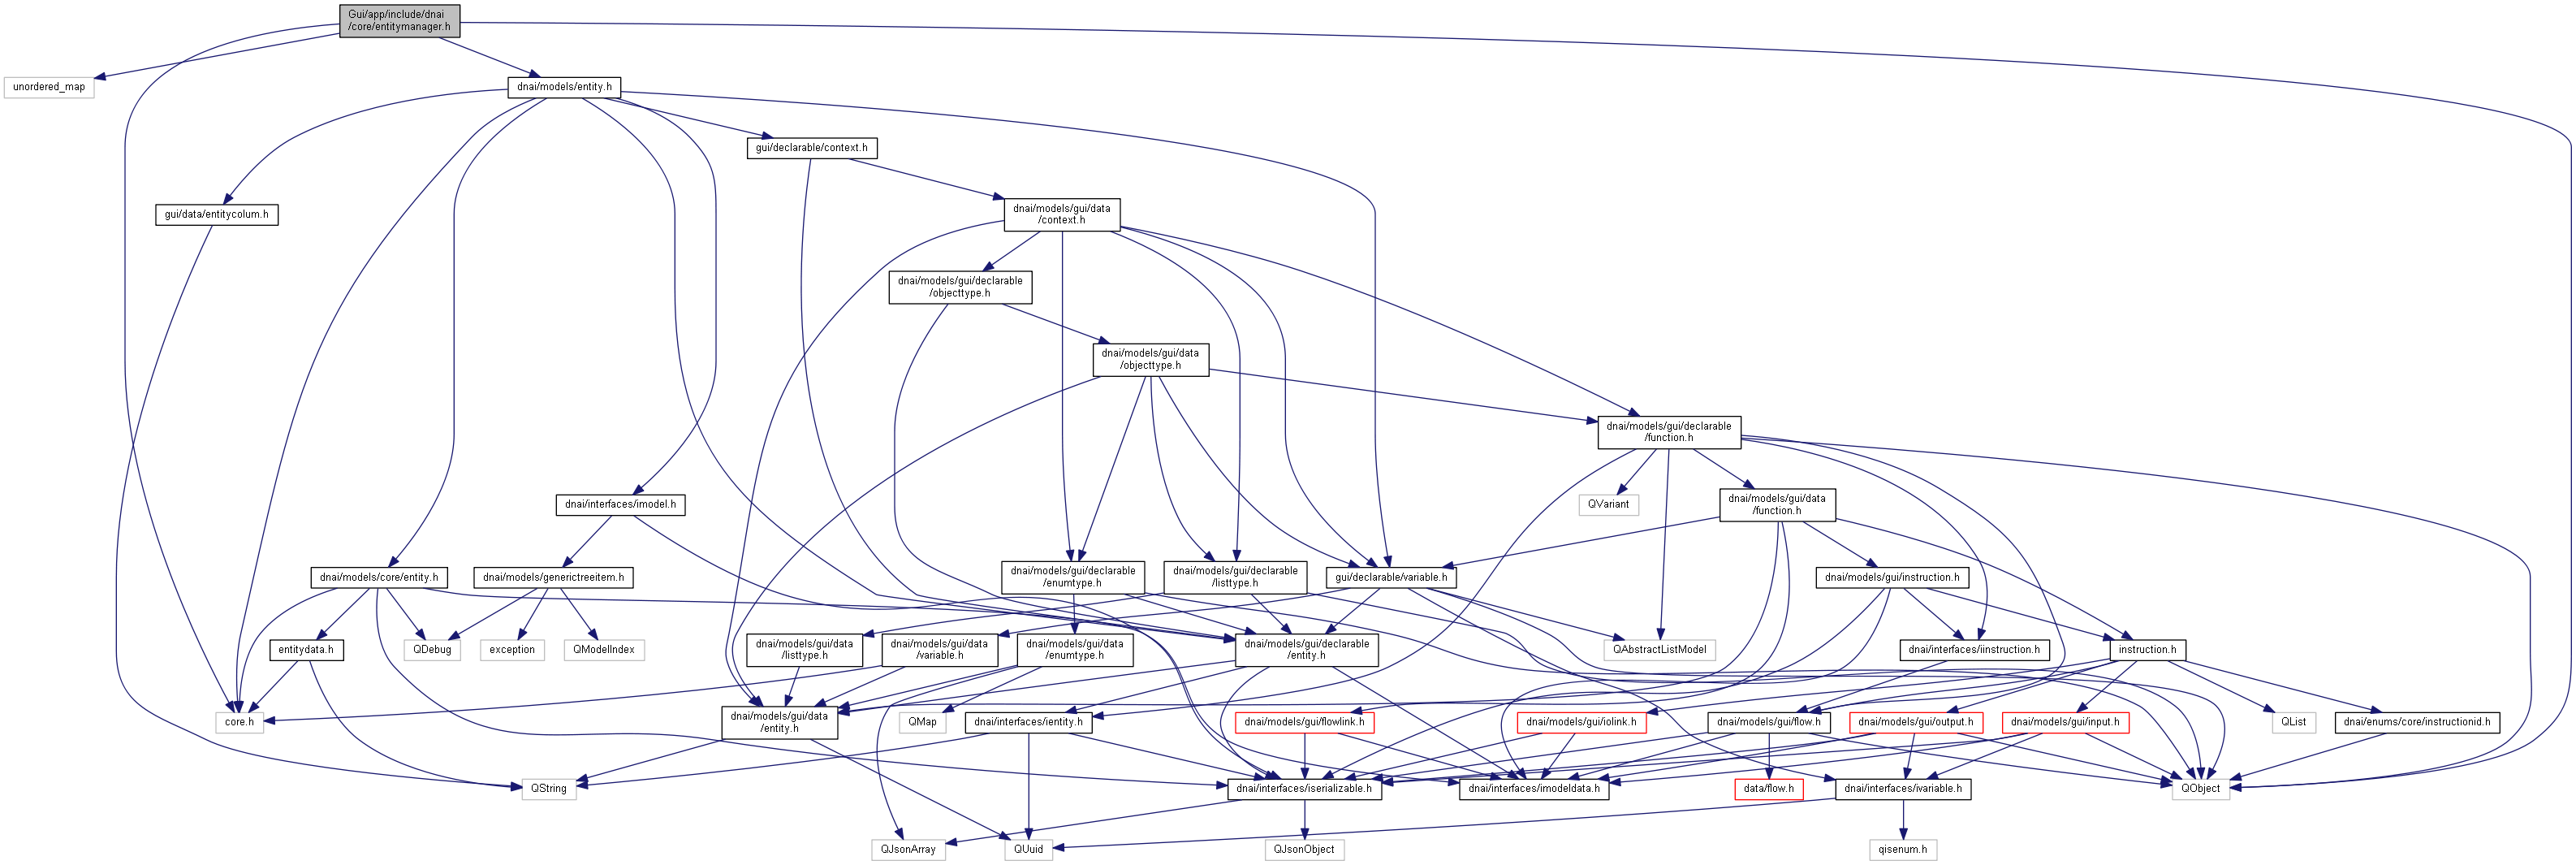 Gui/app/include/dnai
/core/entitymanager.h
unordered_map
dnai/models/entity.h
gui/declarable/context.h
gui/data/entitycolum.h
dnai/models/gui/data
/context.h
dnai/models/gui/declarable
/objecttype.h
dnai/models/gui/data
/objecttype.h
dnai/models/gui/declarable
/function.h
dnai/interfaces/imodel.h
QVariant
dnai/models/gui/data
/function.h
dnai/models/core/entity.h
dnai/models/generictreeitem.h
dnai/models/gui/declarable
/enumtype.h
dnai/models/gui/declarable
/listtype.h
gui/declarable/variable.h
dnai/models/gui/instruction.h
entitydata.h
QDebug
exception
QModelIndex
dnai/models/gui/data
/listtype.h
dnai/models/gui/data
/variable.h
dnai/models/gui/data
/enumtype.h
dnai/models/gui/declarable
/entity.h
QAbstractListModel
dnai/interfaces/iinstruction.h
instruction.h
core.h
dnai/models/gui/data
/entity.h
QMap
dnai/interfaces/ientity.h
dnai/models/gui/flowlink.h
dnai/models/gui/iolink.h
dnai/models/gui/flow.h
dnai/models/gui/output.h
dnai/models/gui/input.h
QList
dnai/enums/core/instructionid.h
QString
dnai/interfaces/iserializable.h
dnai/interfaces/imodeldata.h
data/flow.h
dnai/interfaces/ivariable.h
QObject
QJsonArray
QUuid
QJsonObject
qisenum.h